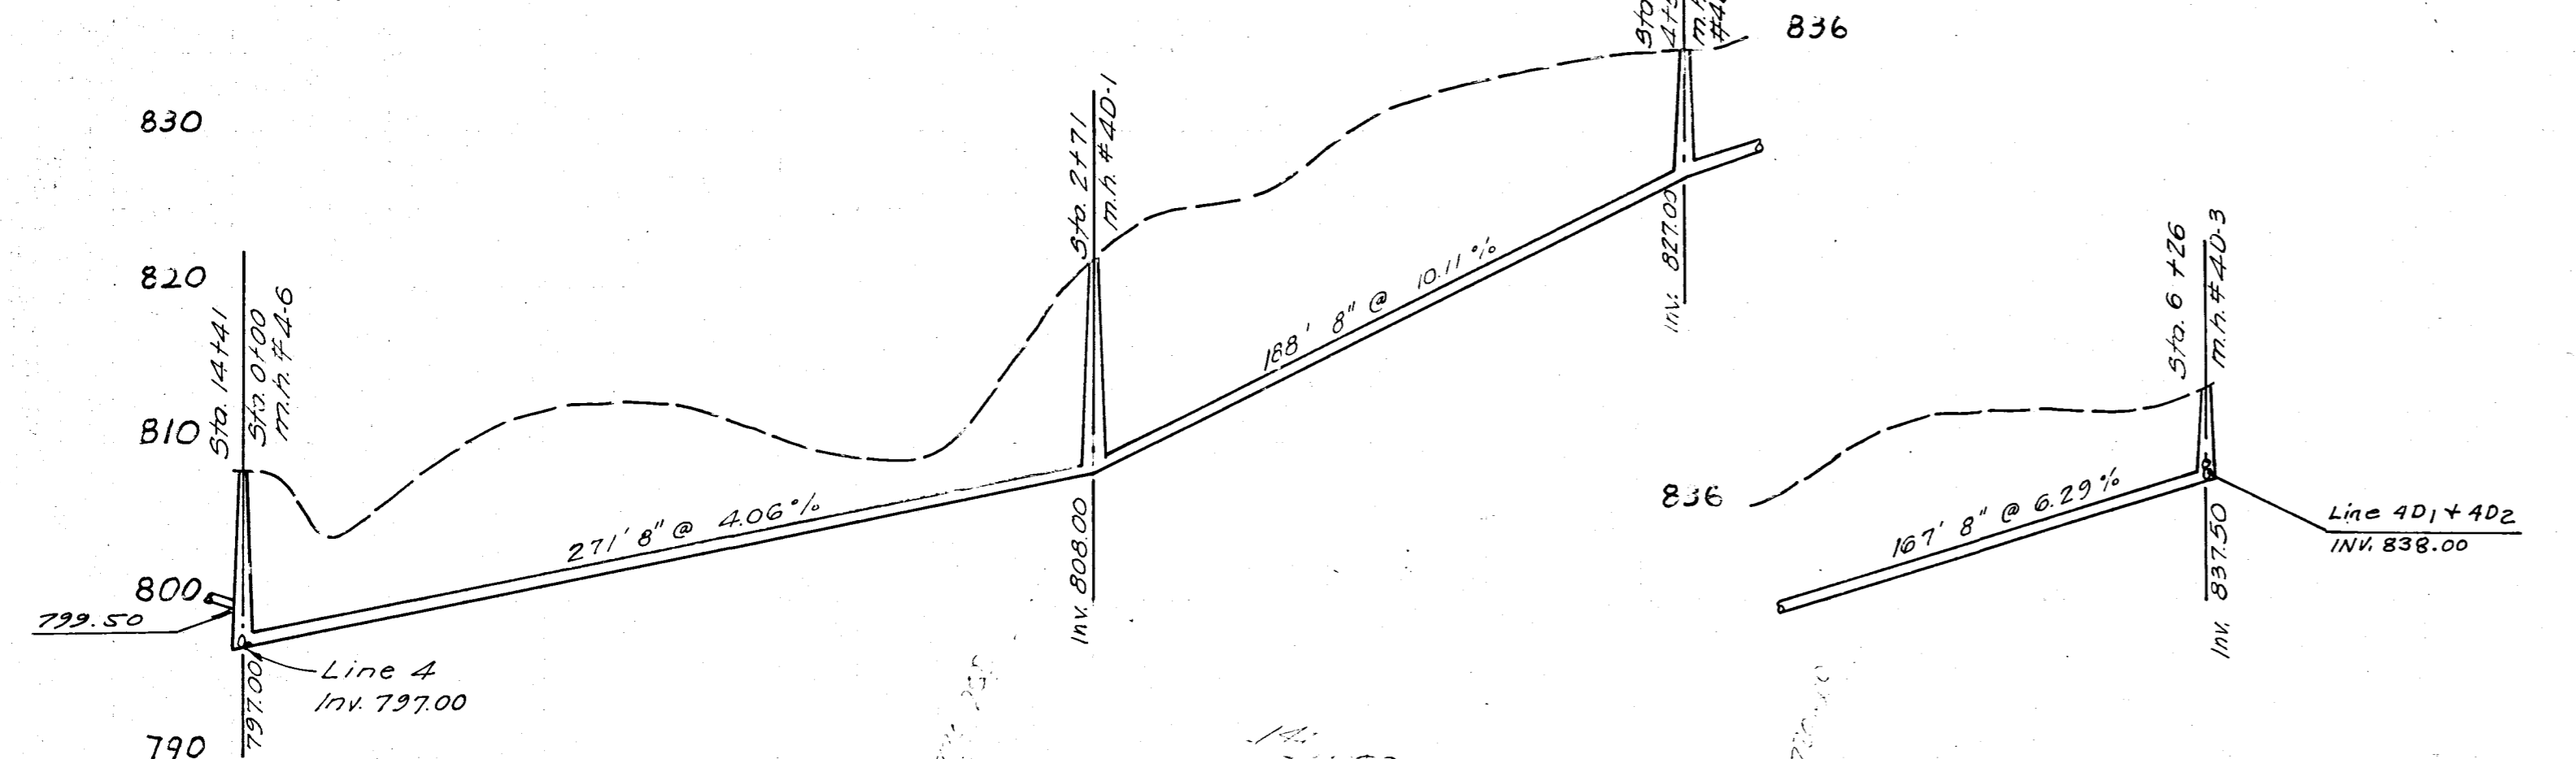 836
830
820
810
800
790
Sta. 14+41
Sta. 0+00
m.h. #4-6
799.50
797.00
Line 4
Inv. 797.00
271' 8" @ 4.06%
Sta. 2+71
m.h. #4D-1
Inv. 808.00
188' 8" @ 10.11%
Sta
Inv. 827.00
836
167' 8" @ 6.29%
Sta. 6+26
m.h. #4D-3
Inv. 837.50
Line 4D1 + 4D2
INV. 838.00